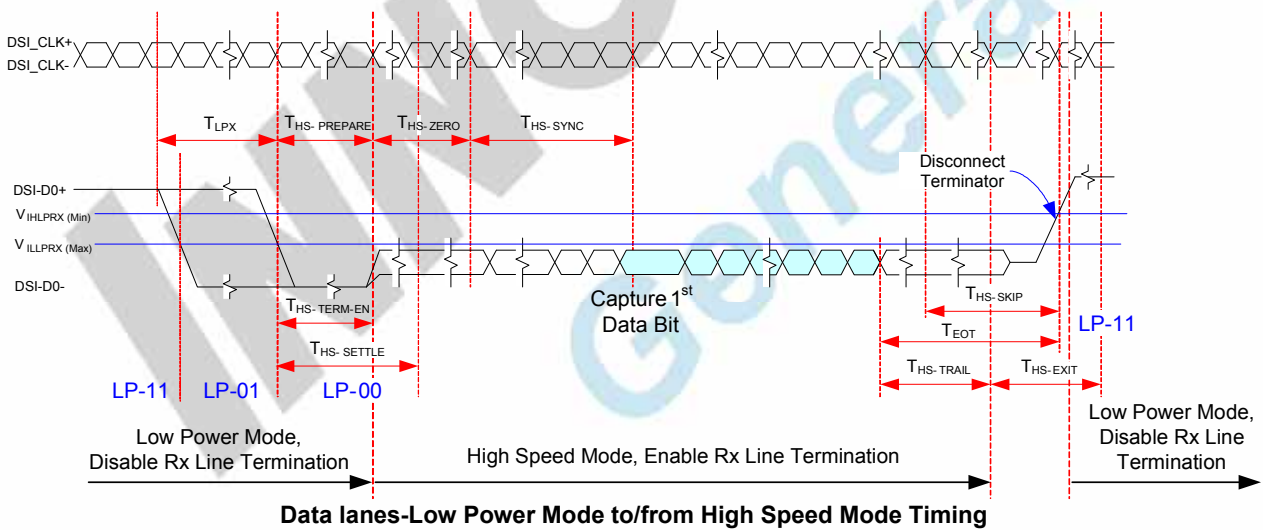 DSI_CLK+
DSI_CLK-
TLPX
THS-PREPARE
THS-ZERO
THS-SYNC
Disconnect
Terminator
DSI-D0+
VIHLPRX (Min)
VILLPRX (Max)
DSI-D0-
Capture 1st
Data Bit
THS-TERM-EN
THS-SKIP
LP-11
TEOT
THS-SETTLE
THS-TRAIL
THS-EXIT
LP-11
LP-01
LP-00
Low Power Mode,
Disable Rx Line Termination
High Speed Mode, Enable Rx Line Termination
Low Power Mode,
Disable Rx Line
Termination
Data lanes-Low Power Mode to/from High Speed Mode Timing